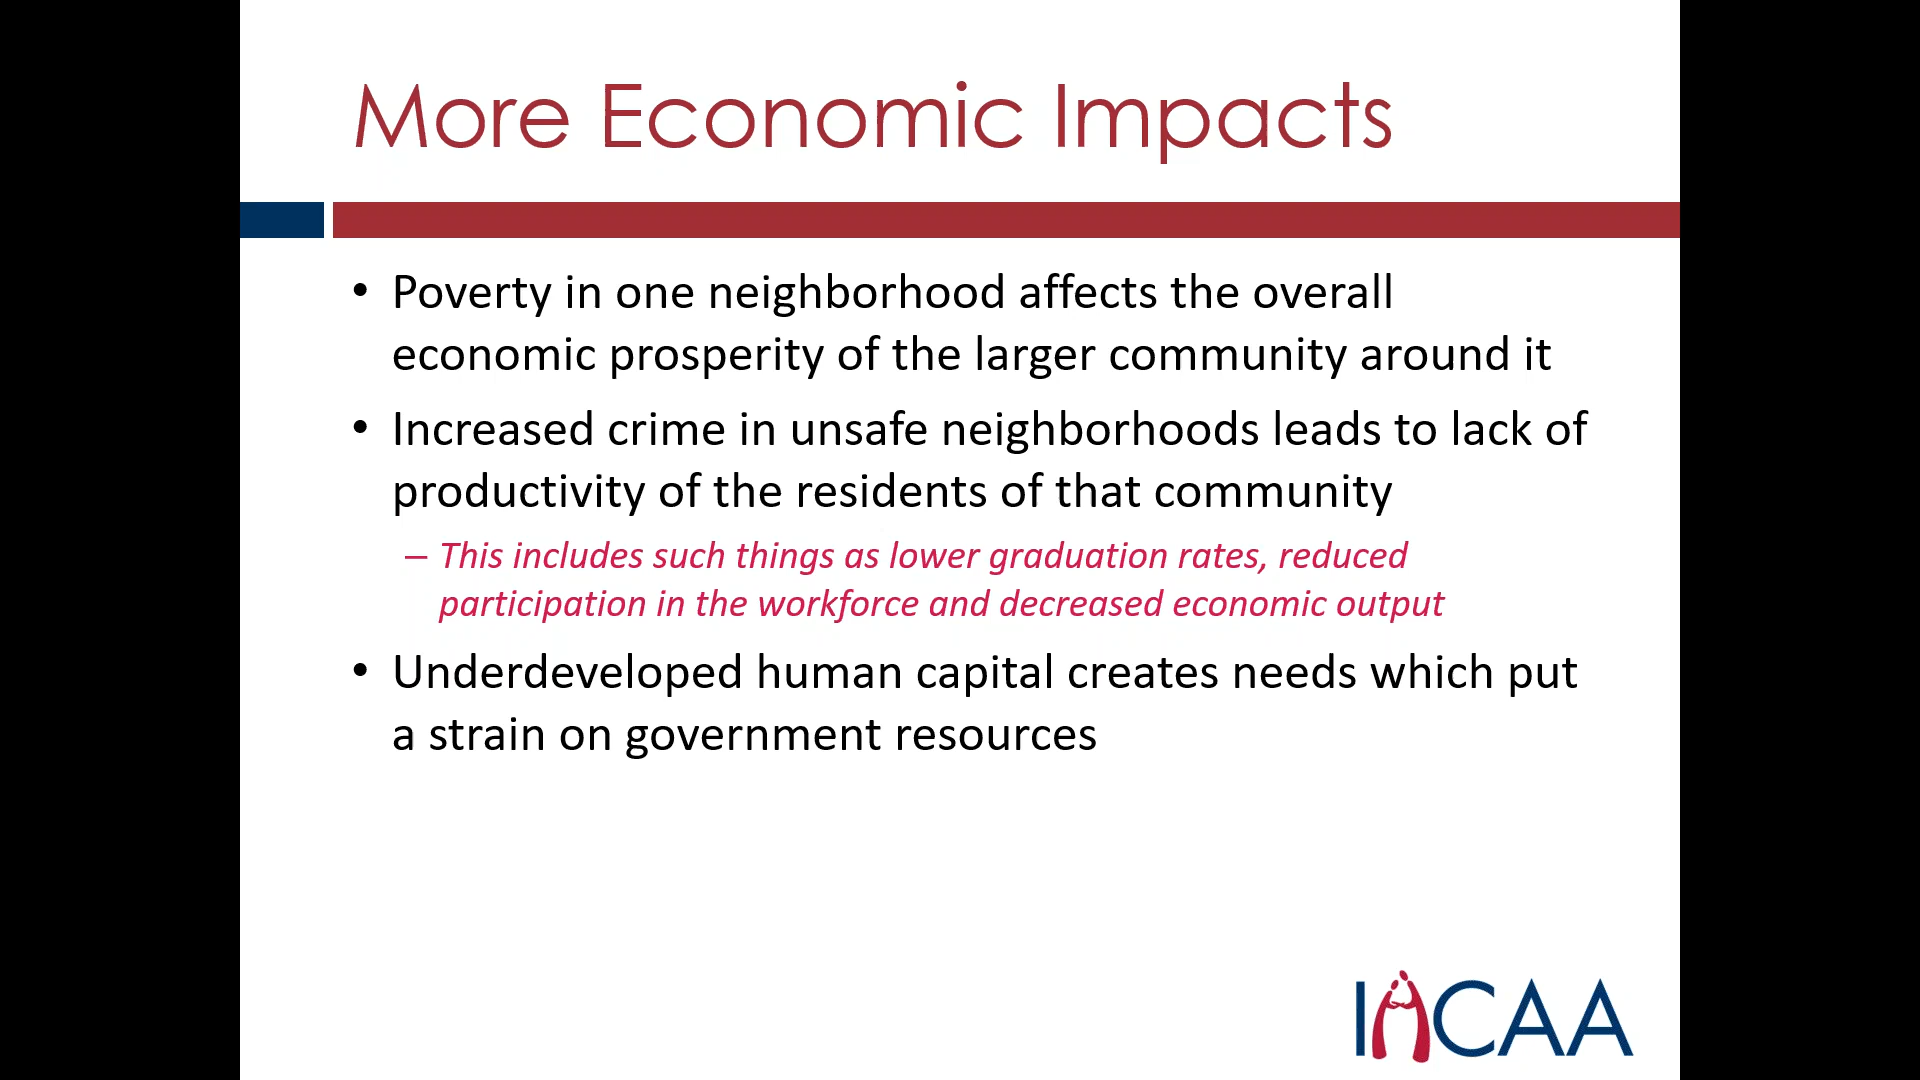 More Economic Impacts
• Poverty in one neighborhood affects the overall
economic prosperity of the larger community around it
• Increased crime in unsafe neighborhoods leads to lack of
productivity of the residents of that community
– This includes such things as lower graduation rates, reduced
participation in the workforce and decreased economic output
• Underdeveloped human capital creates needs which put
a strain on government resources
INCAA